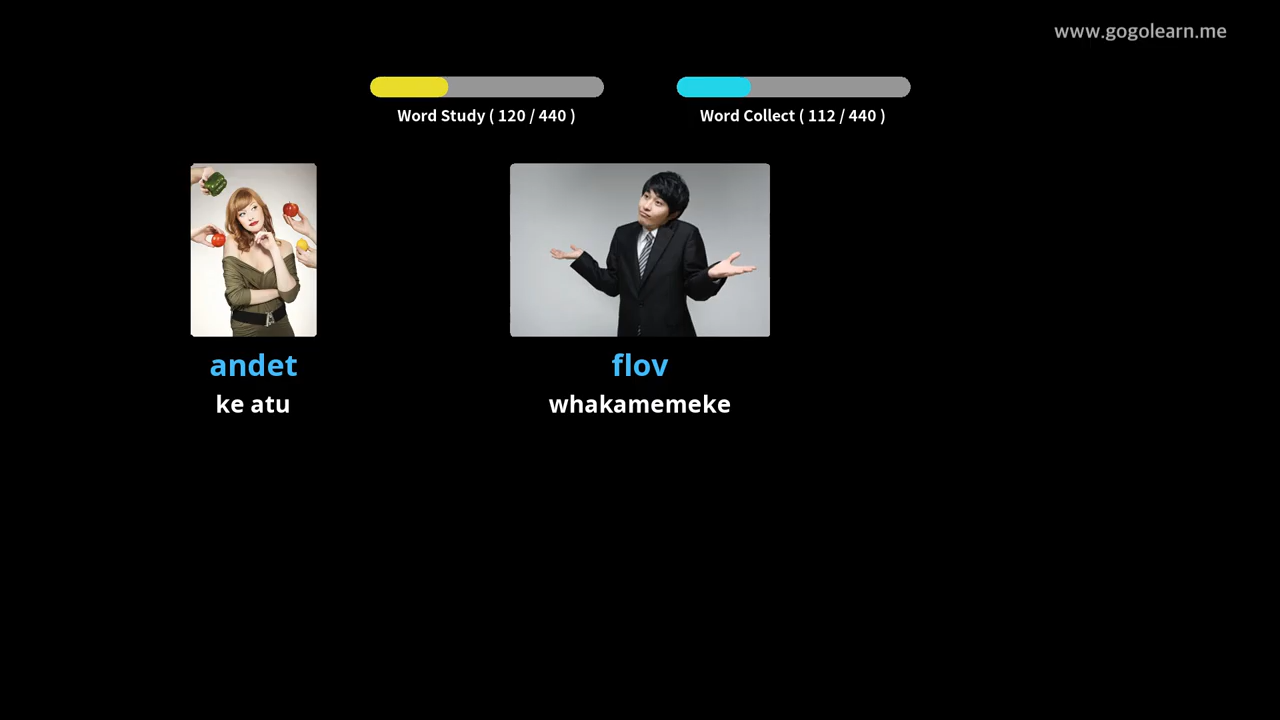 www.gogolearn.me
Word Study ( 120 / 440 )
Word Collect ( 112 / 440 )
andet
ke atu
flov
whakamemeke